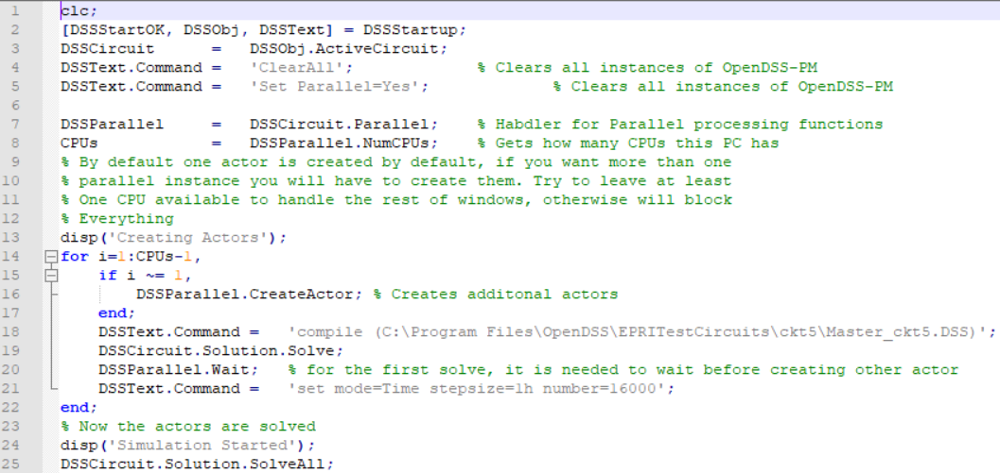 1 clc;
2 [DSSStartOK, DSSObj, DSSText] = DSSStartup;
3 DSSCircuit = DSSObj.ActiveCircuit;
4 DSSText.Command = 'ClearAll'; % Clears all instances of OpenDSS-PM
5 DSSText.Command = 'Set Parallel=Yes'; % Clears all instances of OpenDSS-PM
6
7 DSSParallel = DSSCircuit.Parallel; % Habdler for Parallel processing functions
8 CPUs = DSSParallel.NumCPUs; % Gets how many CPUs this PC has
9 % By default one actor is created by default, if you want more than one
10 % parallel instance you will have to create them. Try to leave at least
11 % One CPU available to handle the rest of windows, otherwise will block
12 % Everything
13 disp('Creating Actors');
14 for i=1:CPUs-1,
15 if i ~= 1,
16 DSSParallel.CreateActor; % Creates additonal actors
17 end;
18 DSSText.Command = 'compile (C:\Program Files\OpenDSS\EPRITestCircuits\ckt5\Master_ckt5.DSS)';
19 DSSCircuit.Solution.Solve;
20 DSSParallel.Wait; % for the first solve, it is needed to wait before creating other actor
21 DSSText.Command = 'set mode=Time stepsize=1h number=16000';
22 end;
23 % Now the actors are solved
24 disp('Simulation Started');
25 DSSCircuit.Solution.SolveAll;